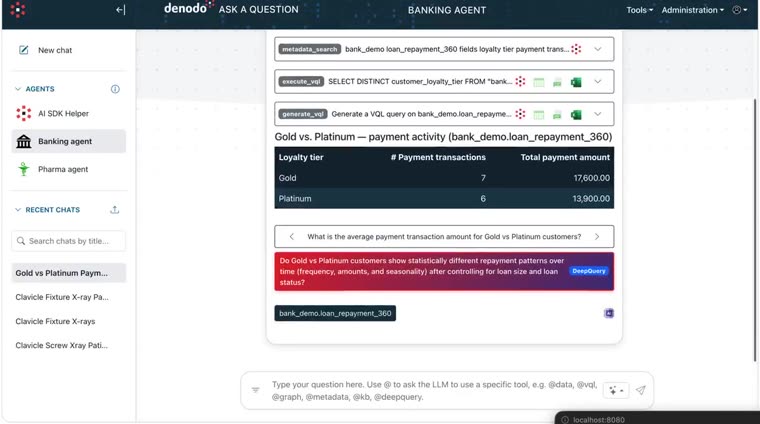 denodo ASK A QUESTION
BANKING AGENT
Tools
Administration
New chat
AGENTS
AI SDK Helper
Banking agent
Pharma agent
RECENT CHATS
Search chats by title...
Gold vs Platinum Paym...
Clavicle Fixture X-ray Pa...
Clavicle Fixture X-rays
Clavicle Screw Xray Pati...
metadata_search bank_demo loan_repayment_360 fields loyalty tier payment trans...
execute_vql SELECT DISTINCT customer_loyalty_tier FROM "bank...
generate_vql Generate a VQL query on bank_demo.loan_repayme...
Gold vs. Platinum — payment activity (bank_demo.loan_repayment_360)
Loyalty tier # Payment transactions Total payment amount
Gold 7 17,600.00
Platinum 6 13,900.00
What is the average payment transaction amount for Gold vs Platinum customers?
Do Gold vs Platinum customers show statistically different repayment patterns over
time (frequency, amounts, and seasonality) after controlling for loan size and loan
status?
DeepQuery
bank_demo.loan_repayment_360
Type your question here. Use @ to ask the LLM to use a specific tool, e.g. @data, @vql,
@graph, @metadata, @kb, @deepquery.
localhost:8080